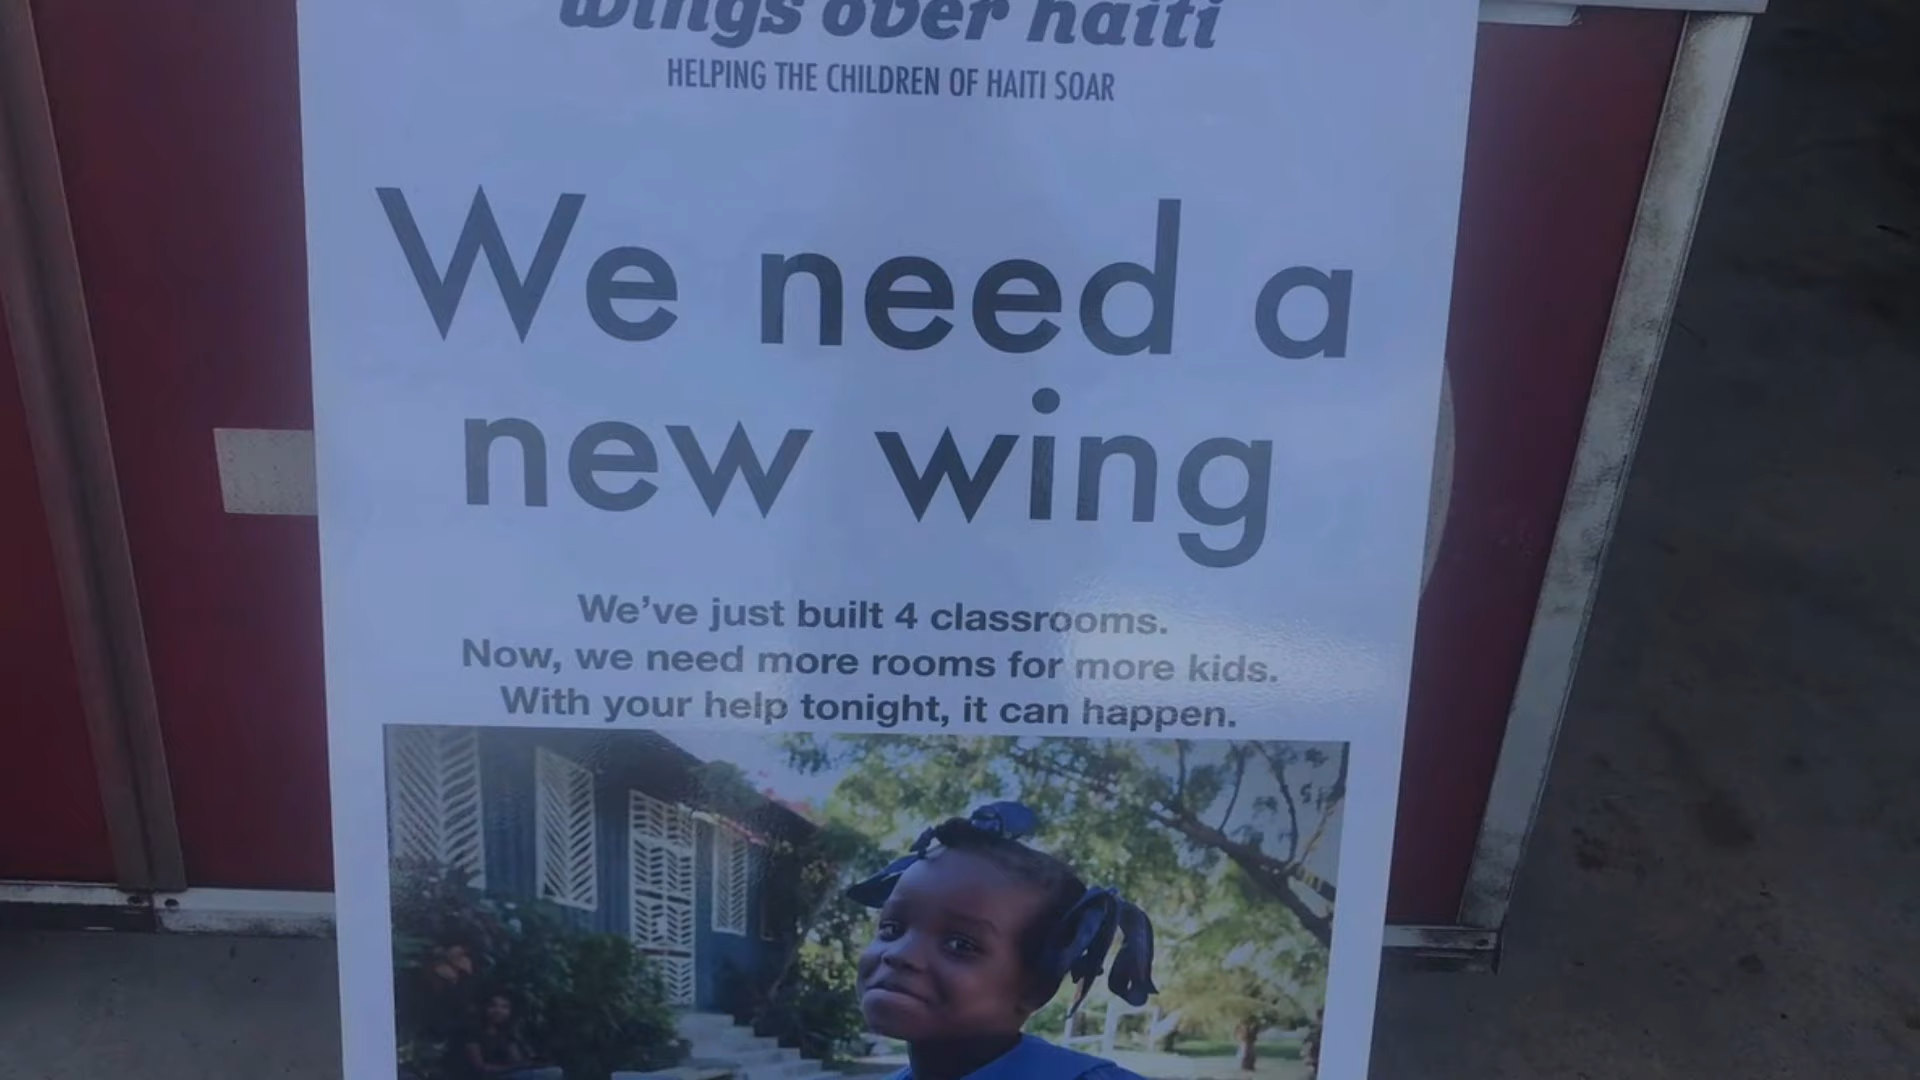 wings over haiti
HELPING THE CHILDREN OF HAITI SOAR
We need a
new wing
We've just built 4 classrooms.
Now, we need more rooms for more kids.
With your help tonight, it can happen.